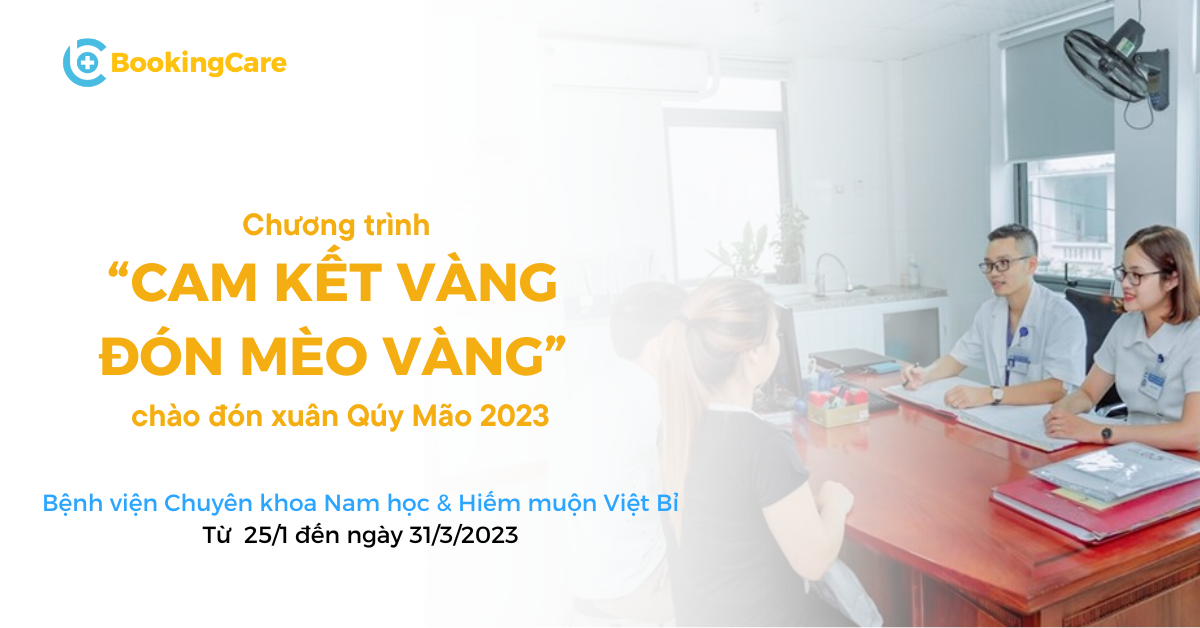 BookingCare
Chương trình
“CAM KẾT VÀNG
ĐÓN MÈO VÀNG”
chào đón xuân Qúy Mão 2023
Bệnh viện Chuyên khoa Nam học & Hiếm muộn Việt Bỉ
Từ 25/1 đến ngày 31/3/2023